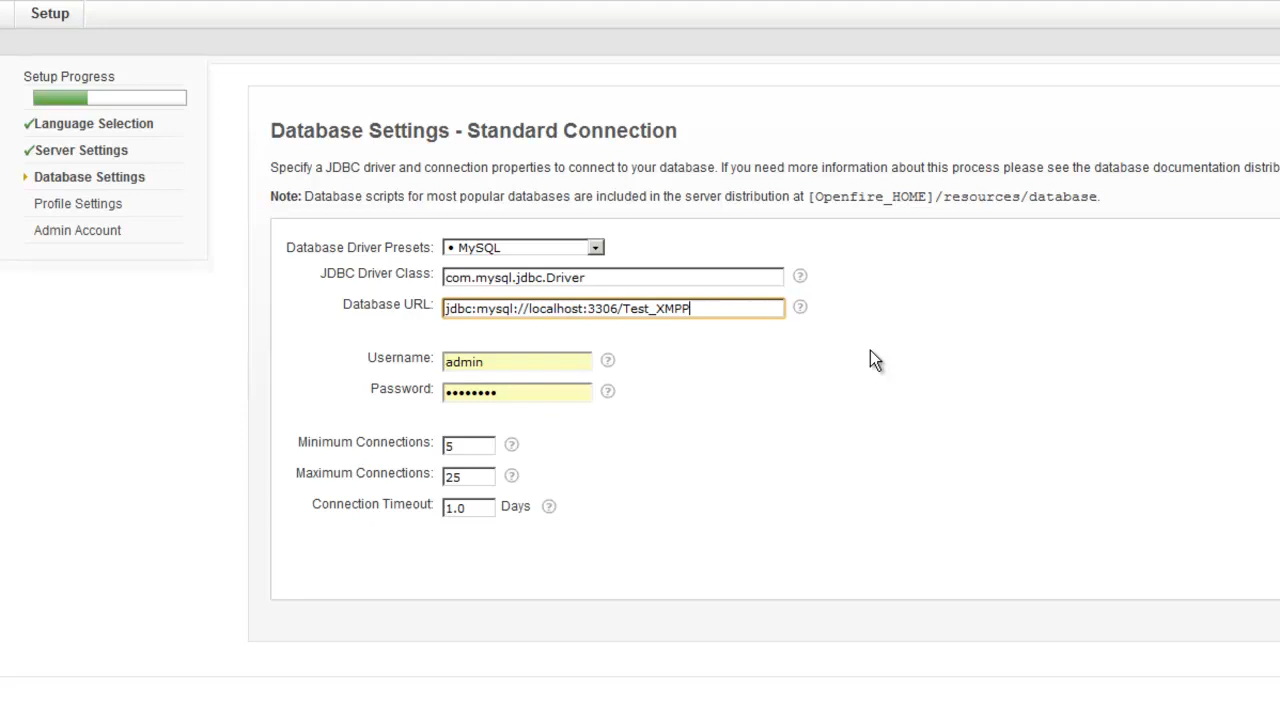 Setup
Setup Progress
✓Language Selection
✓Server Settings
Database Settings
Profile Settings
Admin Account
Database Settings - Standard Connection
Specify a JDBC driver and connection properties to connect to your database. If you need more information about this process please see the database documentation distrib
Note: Database scripts for most popular databases are included in the server distribution at [Openfire_HOME]/resources/database.
Database Driver Presets: • MySQL
JDBC Driver Class: com.mysql.jdbc.Driver ?
Database URL: jdbc:mysql://localhost:3306/Test_XMPP ?
Username: admin ?
Password: •••••••• ?
Minimum Connections: 5 ?
Maximum Connections: 25 ?
Connection Timeout: 1.0 Days ?